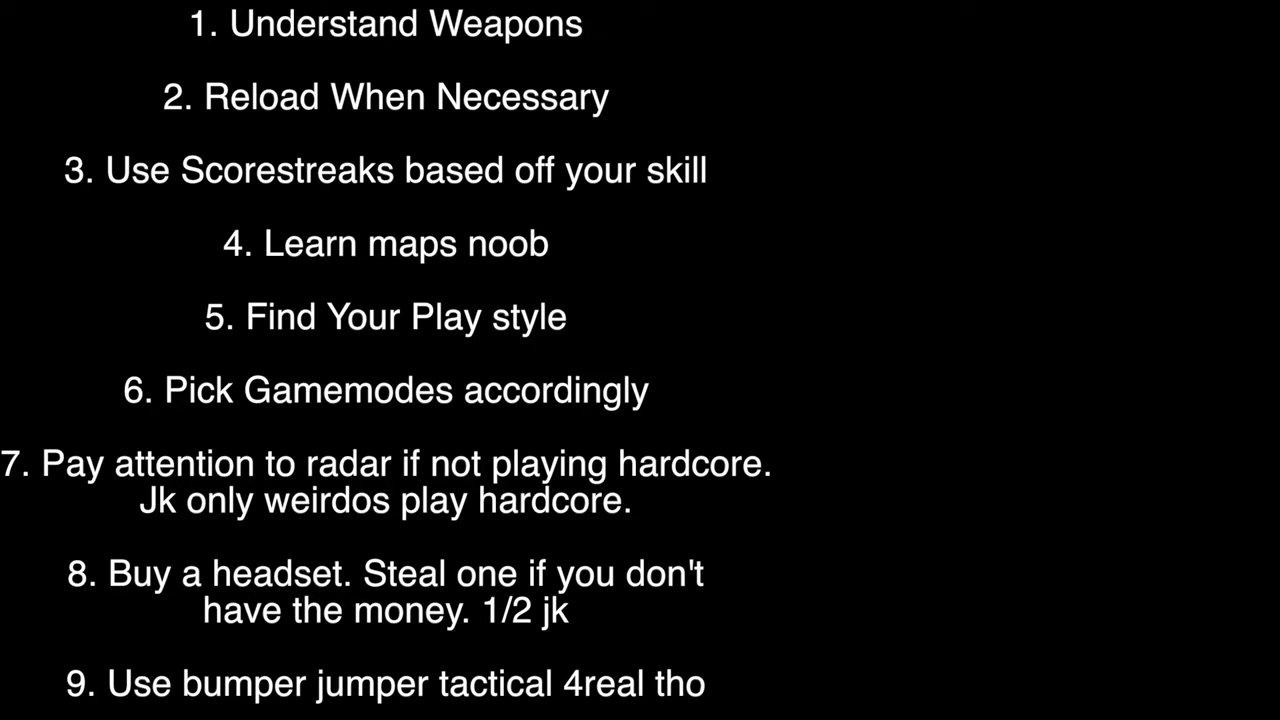 1. Understand Weapons
2. Reload When Necessary
3. Use Scorestreaks based off your skill
4. Learn maps noob
5. Find Your Play style
6. Pick Gamemodes accordingly
7. Pay attention to radar if not playing hardcore.
Jk only weirdos play hardcore.
8. Buy a headset. Steal one if you don't
have the money. 1/2 jk
9. Use bumper jumper tactical 4real tho